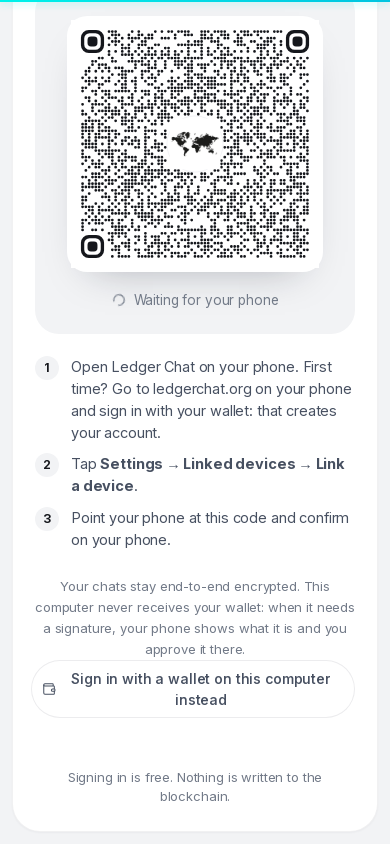 Waiting for your phone
1 Open Ledger Chat on your phone. First
time? Go to ledgerchat.org on your phone
and sign in with your wallet: that creates
your account.
2 Tap Settings → Linked devices → Link
a device.
3 Point your phone at this code and confirm
on your phone.
Your chats stay end-to-end encrypted. This
computer never receives your wallet: when it needs
a signature, your phone shows what it is and you
approve it there.
Sign in with a wallet on this computer
instead
Signing in is free. Nothing is written to the
blockchain.